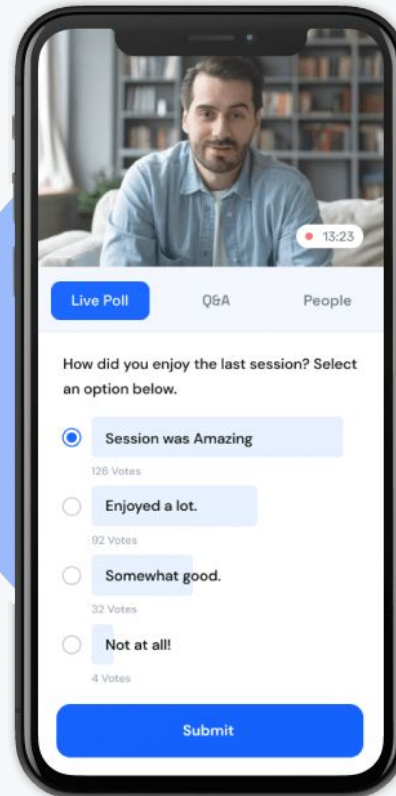 13:23
Live Poll
Q&A
People
How did you enjoy the last session? Select
an option below.
Session was Amazing
126 Votes
Enjoyed a lot.
92 Votes
Somewhat good.
32 Votes
Not at all!
4 Votes
Submit